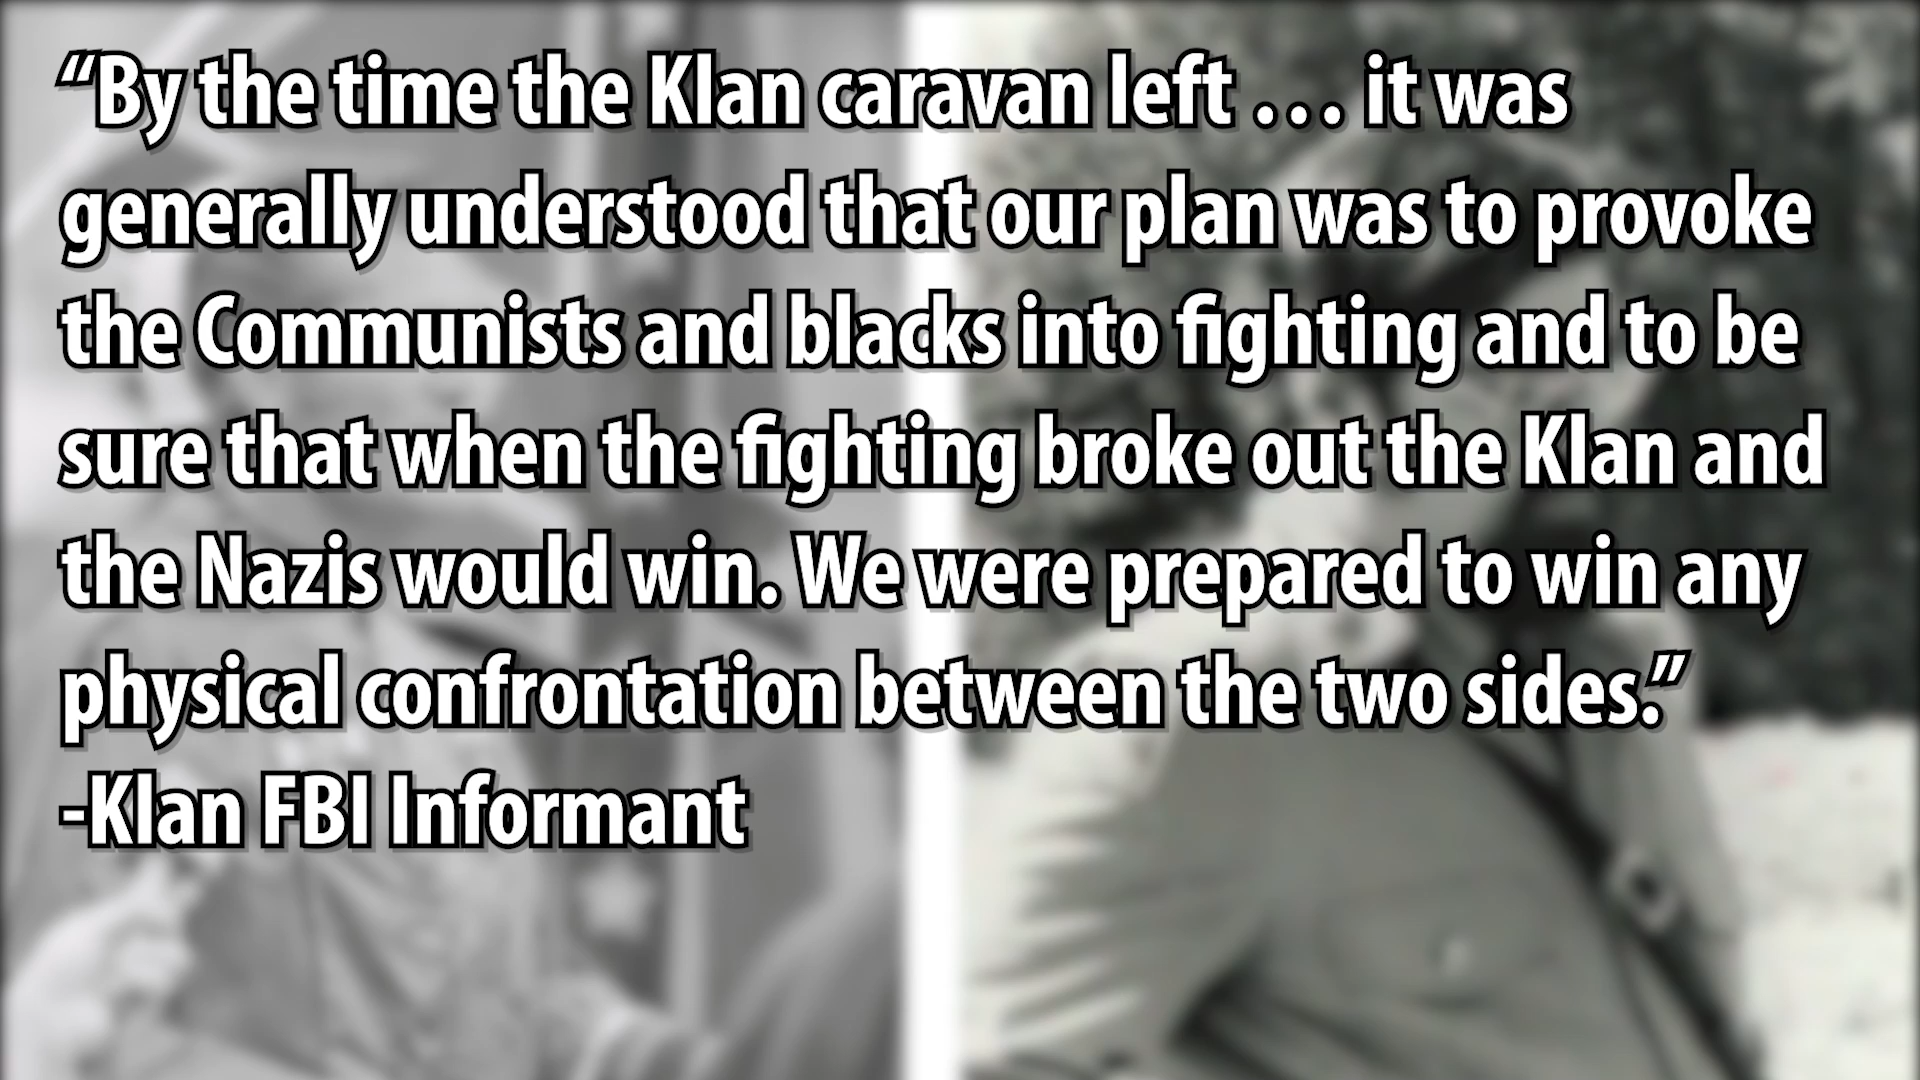 “By the time the Klan caravan left … it was
generally understood that our plan was to provoke
the Communists and blacks into fighting and to be
sure that when the fighting broke out the Klan and
the Nazis would win. We were prepared to win any
physical confrontation between the two sides.”
-Klan FBI Informant